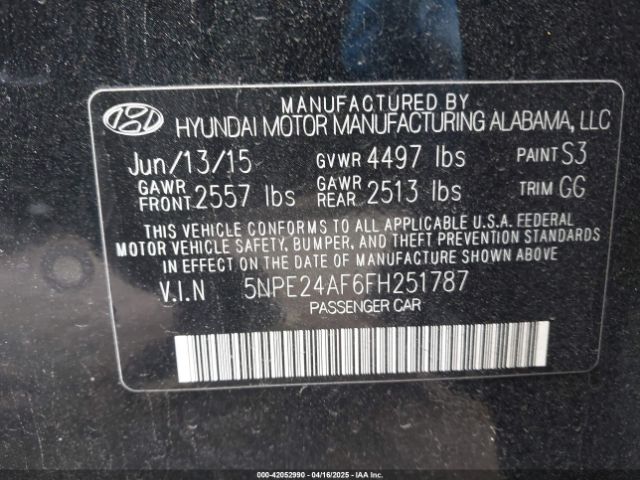 MANUFACTURED BY
HYUNDAI MOTOR MANUFACTURING ALABAMA, LLC
Jun/13/15 GVWR 4497 lbs PAINT S3
GAWR FRONT 2557 lbs GAWR REAR 2513 lbs TRIM GG
THIS VEHICLE CONFORMS TO ALL APPLICABLE U.S.A. FEDERAL
MOTOR VEHICLE SAFETY, BUMPER, AND THEFT PREVENTION STANDARDS
IN EFFECT ON THE DATE OF MANUFACTURE SHOWN ABOVE
V.I.N 5NPE24AF6FH251787
PASSENGER CAR
000-42052990 - 04/16/2025 - IAAI Inc.